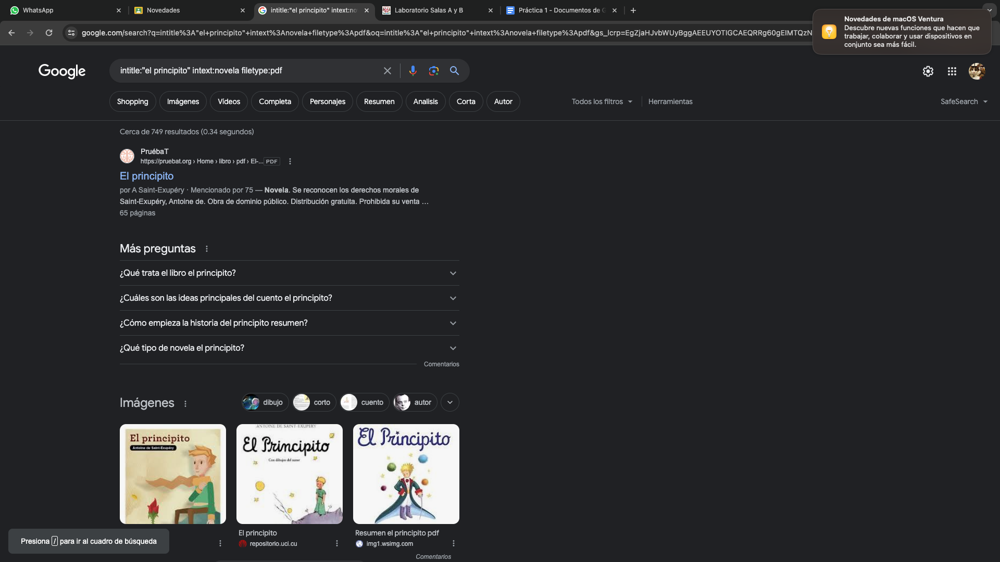 WhatsApp
Novedades
intitle:"el principito" intext:no
Laboratorio Salas A y B
Práctica 1 - Documentos de G
google.com/search?q=intitle%3A"el+principito"+intext%3Anovela+filetype%3Apdf&oq=intitle%3A"el+principito"+intext%3Anovela+filetype%3Apdf&gs_lcrp=EgZjaHJvbWUyBggAEEUYOTIGCAEQRRg60gEIMTQzN
Novedades de macOS Ventura
Descubre nuevas funciones que hacen que
trabajar, colaborar y usar dispositivos en
conjunto sea más fácil.
Google
intitle:"el principito" intext:novela filetype:pdf
Shopping
Imágenes
Vídeos
Completa
Personajes
Resumen
Analisis
Corta
Autor
Todos los filtros
Herramientas
SafeSearch
Cerca de 749 resultados (0.34 segundos)
PruébaT
https://pruebat.org › Home › libro › pdf › El-... PDF
El principito
por A Saint-Exupéry · Mencionado por 75 — Novela. Se reconocen los derechos morales de
Saint-Exupéry, Antoine de. Obra de dominio público. Distribución gratuita. Prohibida su venta ...
65 páginas
Más preguntas
¿Qué trata el libro el principito?
¿Cuáles son las ideas principales del cuento el principito?
¿Cómo empieza la historia del principito resumen?
¿Qué tipo de novela el principito?
Comentarios
Imágenes
dibujo
corto
cuento
autor
El principito
Antoine de Saint-Exupéry
ANTOINE DE SAINT-EXUPÉRY
El Principito
Con dibujos del autor
El Principito
El principito
repositorio.uci.cu
Resumen el principito pdf
img1.wsimg.com
Presiona / para ir al cuadro de búsqueda
Comentarios